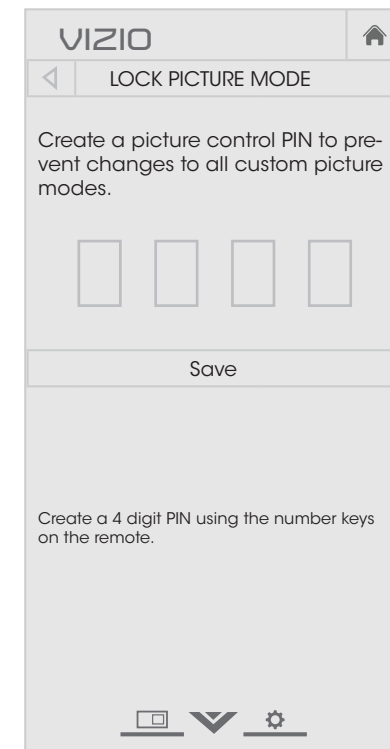 VIZIO
LOCK PICTURE MODE
Create a picture control PIN to pre-
vent changes to all custom picture
modes.
Save
Create a 4 digit PIN using the number keys
on the remote.